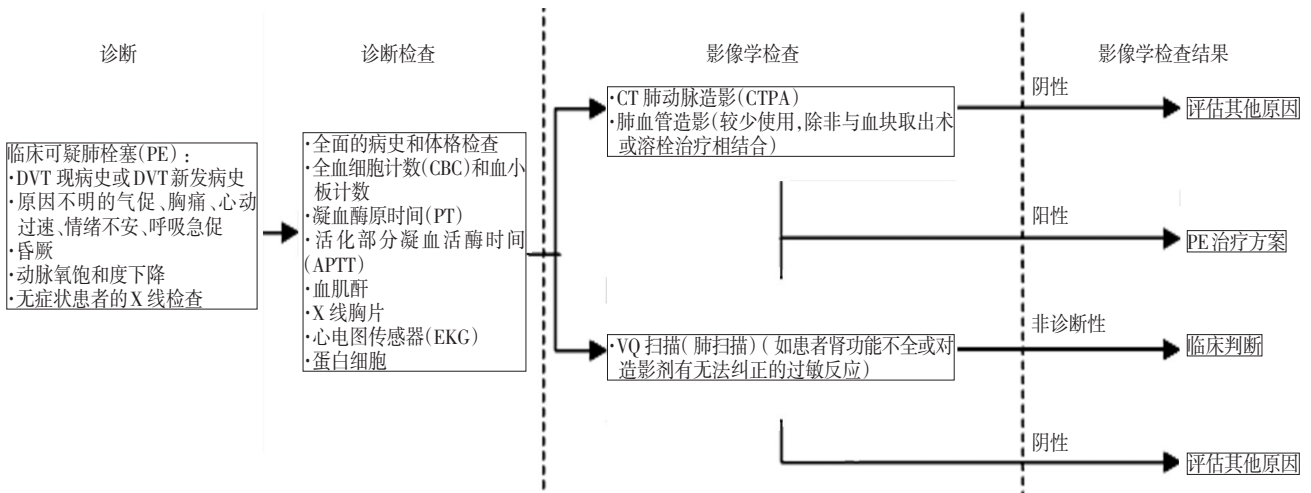 诊断
诊断检查
影像学检查
影像学检查结果
临床可疑肺栓塞(PE)：
·DVT 现病史或DVT新发病史
·原因不明的气促、胸痛、心动
过速、情绪不安、呼吸急促
·昏厥
·动脉氧饱和度下降
·无症状患者的X线检查
·全面的病史和体格检查
·全血细胞计数(CBC)和血小
板计数
·凝血酶原时间(PT)
·活化部分凝血活酶时间
(APTT)
·血肌酐
·X线胸片
·心电图传感器(EKG)
·蛋白细胞
·CT 肺动脉造影(CTPA)
·肺血管造影(较少使用,除非与血块取出术
或溶栓治疗相结合)
·VQ 扫描(肺扫描)(如患者肾功能不全或对
造影剂有无法纠正的过敏反应)
阴性
评估其他原因
阳性
PE治疗方案
非诊断性
临床判断
阴性
评估其他原因